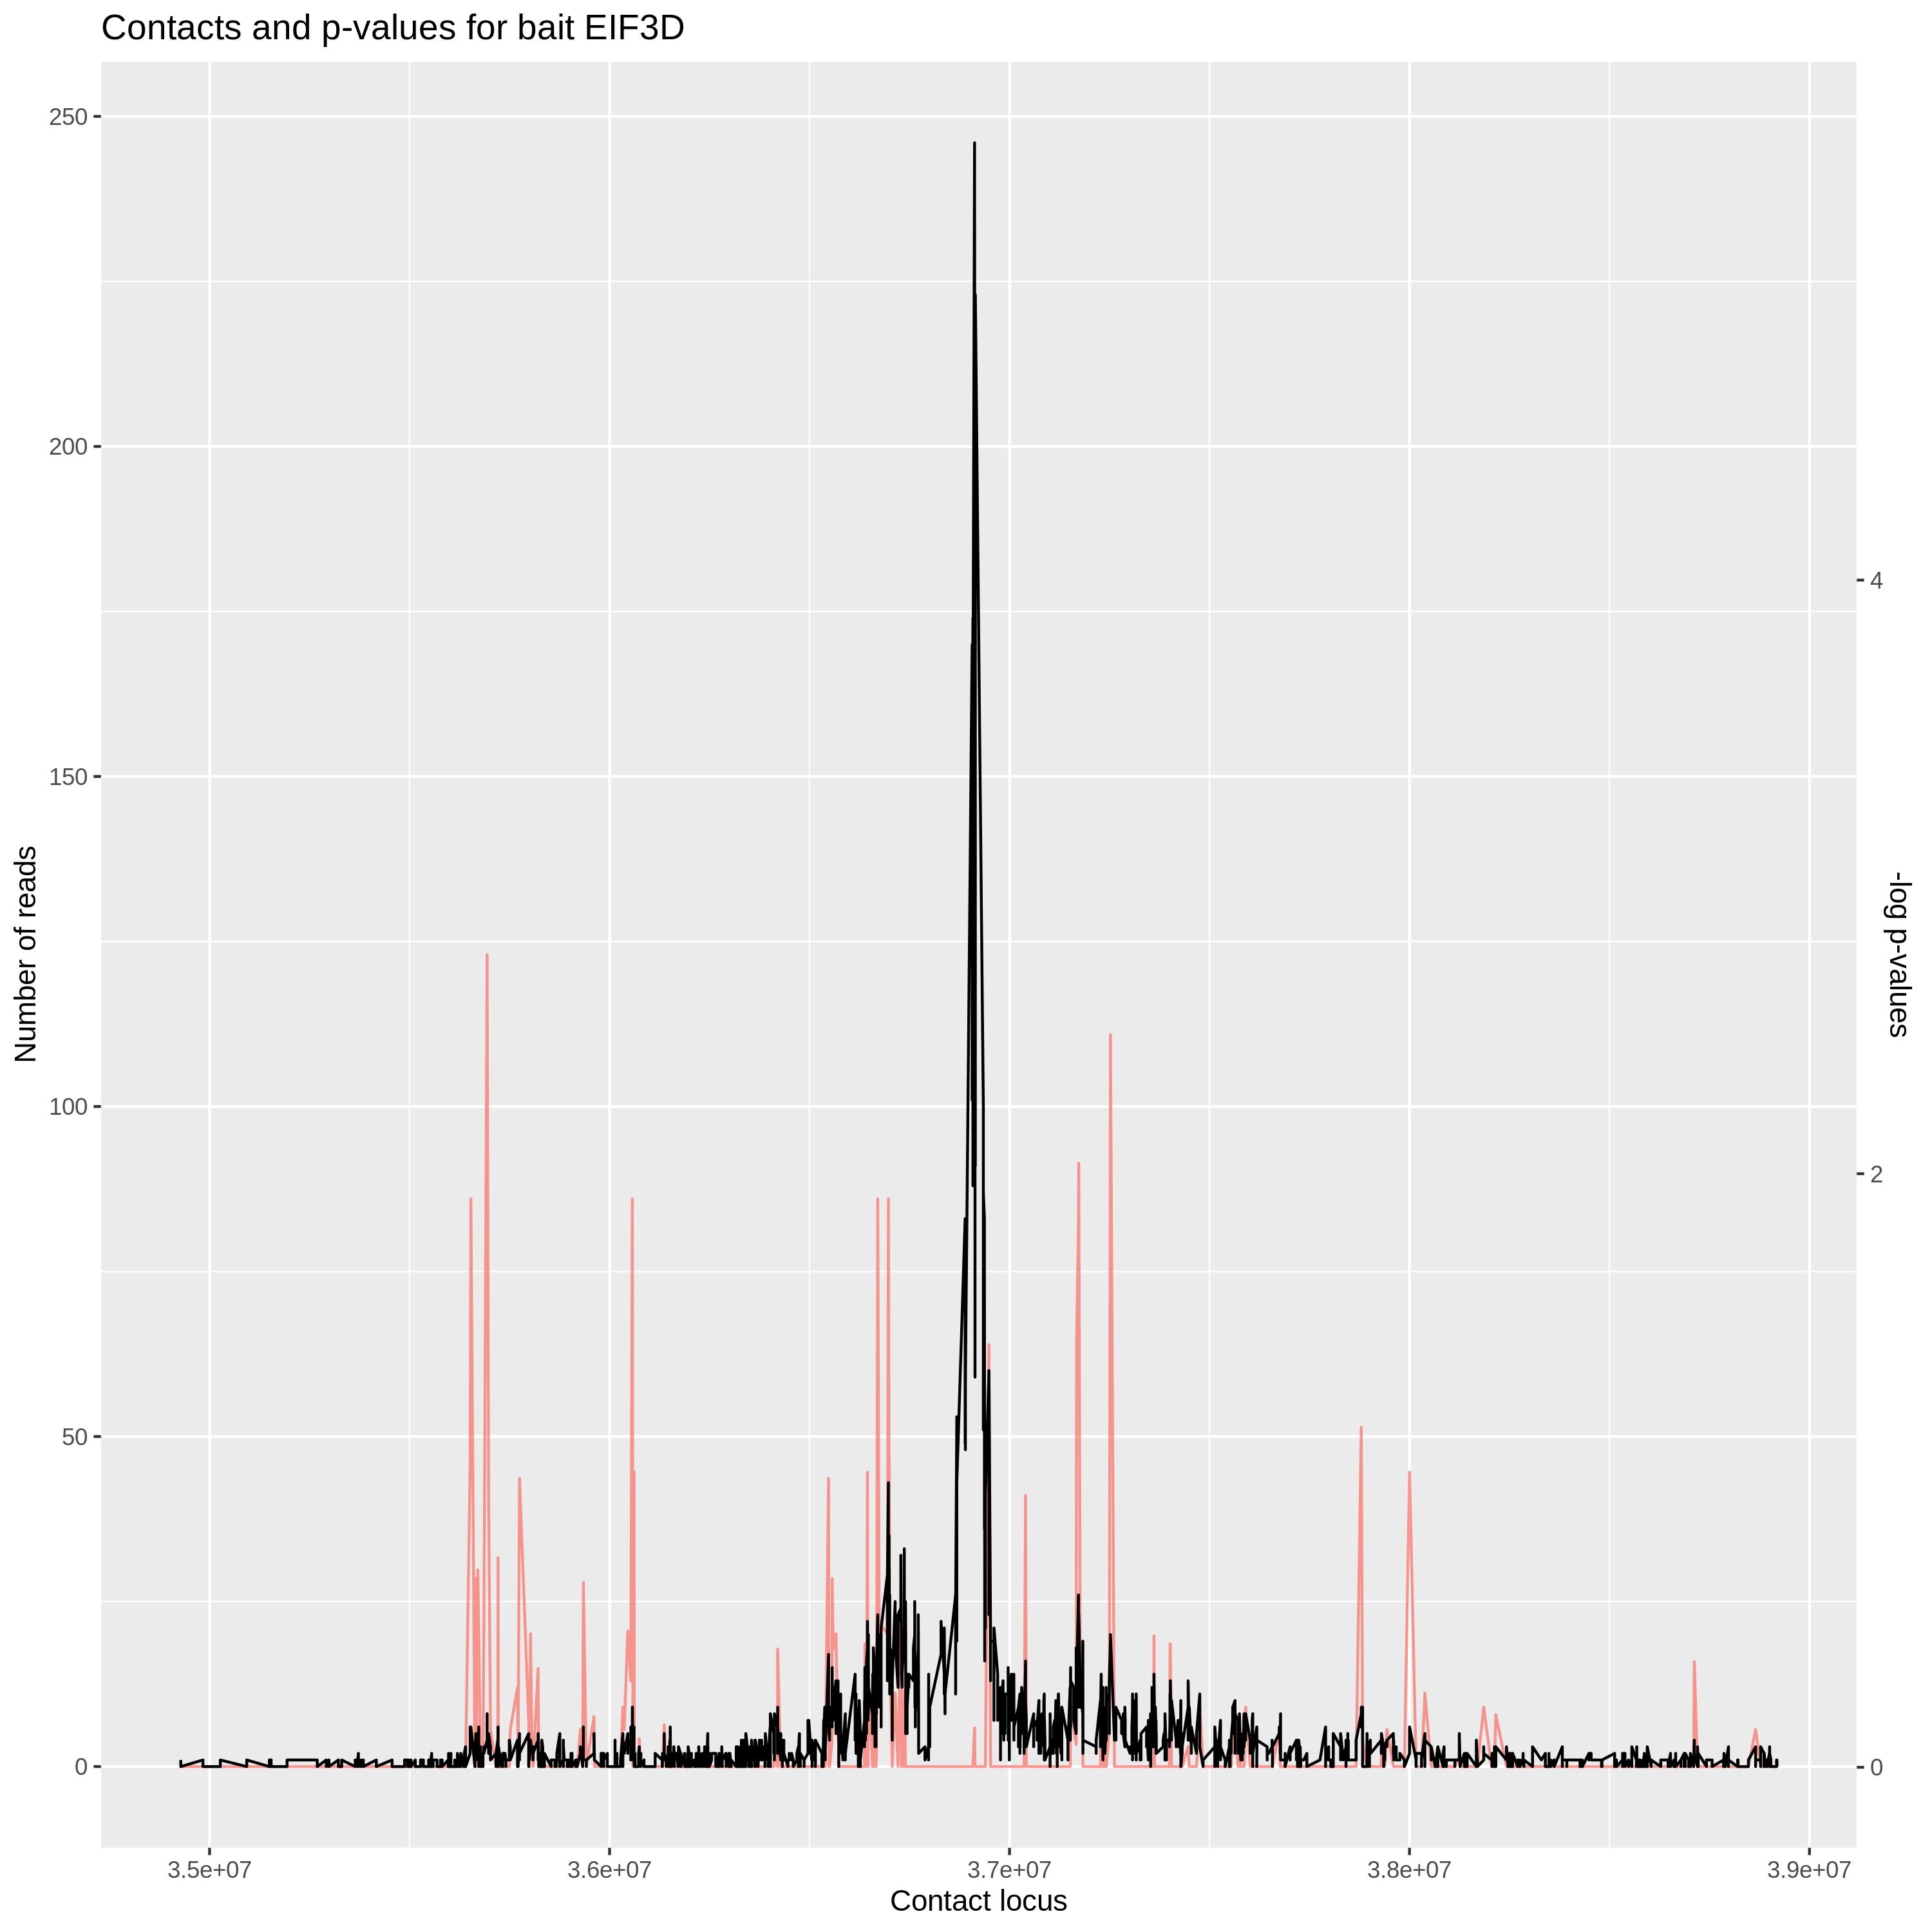 Contacts and p-values for bait EIF3D
250
200
150
100
50
0
Number of reads
4
2
0
-log p-values
3.5e+07
3.6e+07
3.7e+07
3.8e+07
3.9e+07
Contact locus